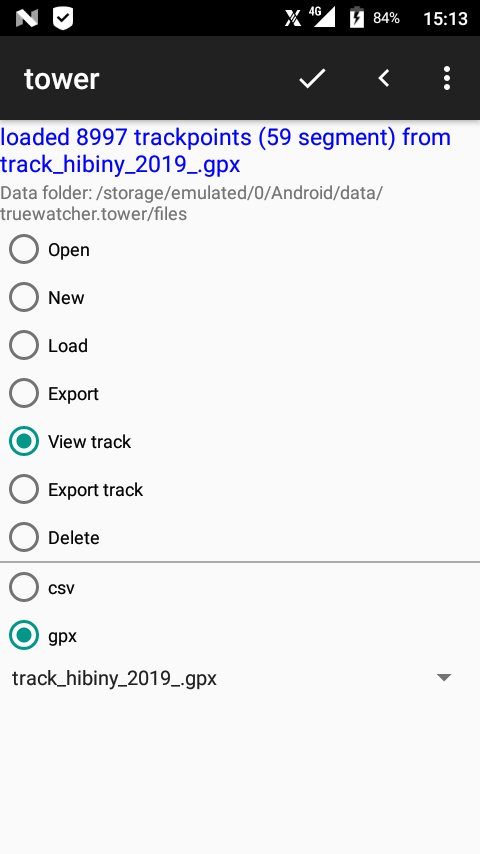 4G 84% 15:13
tower
loaded 8997 trackpoints (59 segment) from
track_hibiny_2019_.gpx
Data folder: /storage/emulated/0/Android/data/
truewatcher.tower/files
Open
New
Load
Export
View track
Export track
Delete
csv
gpx
track_hibiny_2019_.gpx